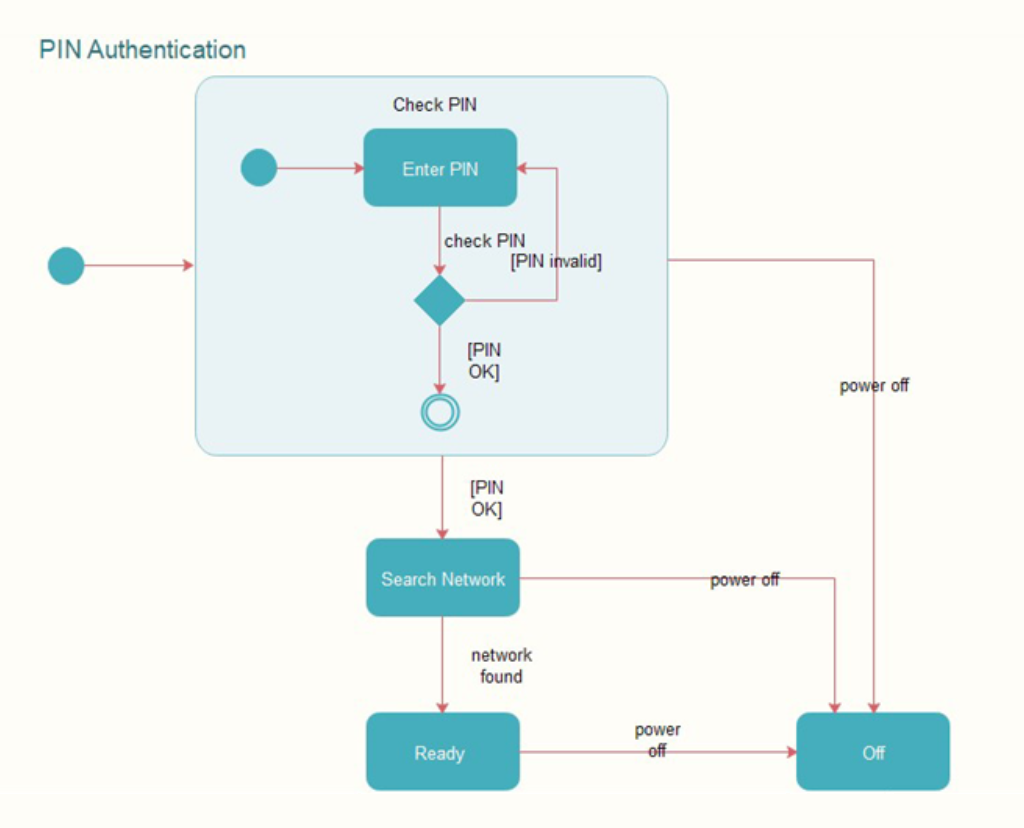 PIN Authentication
Check PIN
Enter PIN
check PIN
[PIN invalid]
[PIN
OK]
power off
[PIN
OK]
Search Network
power off
network
found
Ready
power
off
Off